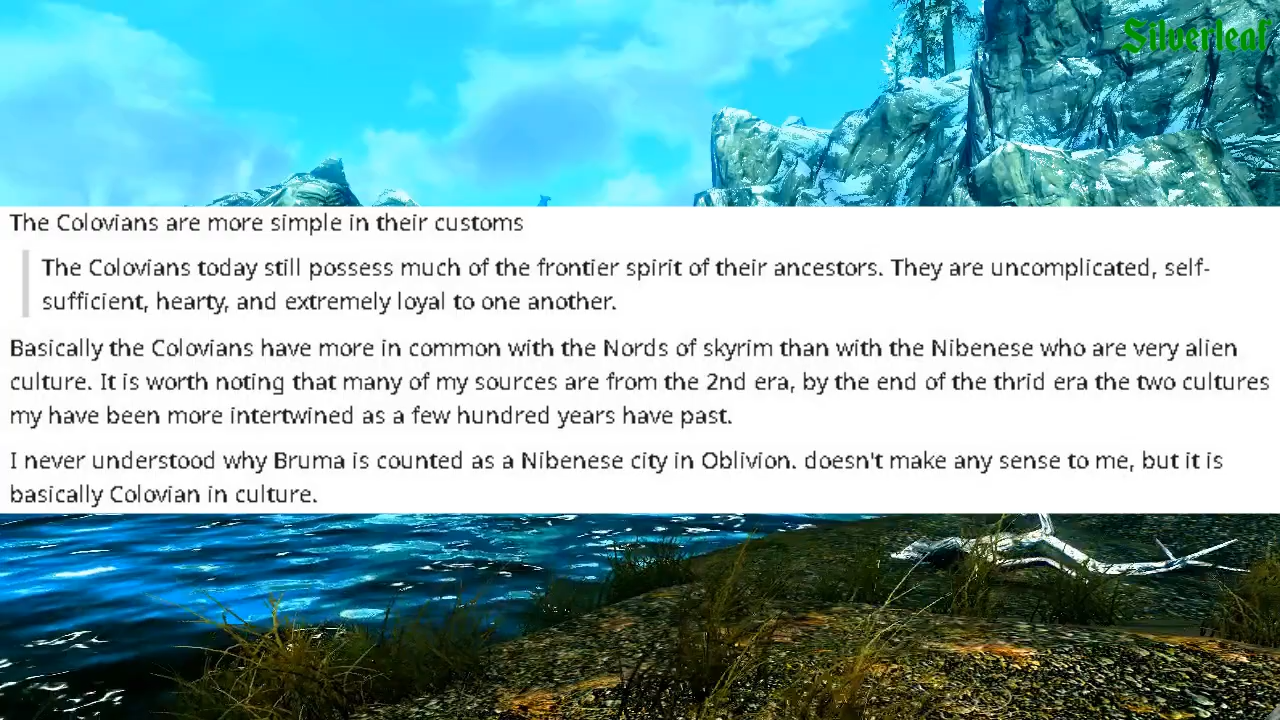 Silverleaf
The Colovians are more simple in their customs
The Colovians today still possess much of the frontier spirit of their ancestors. They are uncomplicated, self-
sufficient, hearty, and extremely loyal to one another.
Basically the Colovians have more in common with the Nords of skyrim than with the Nibenese who are very alien
culture. It is worth noting that many of my sources are from the 2nd era, by the end of the thrid era the two cultures
my have been more intertwined as a few hundred years have past.
I never understood why Bruma is counted as a Nibenese city in Oblivion. doesn't make any sense to me, but it is
basically Colovian in culture.